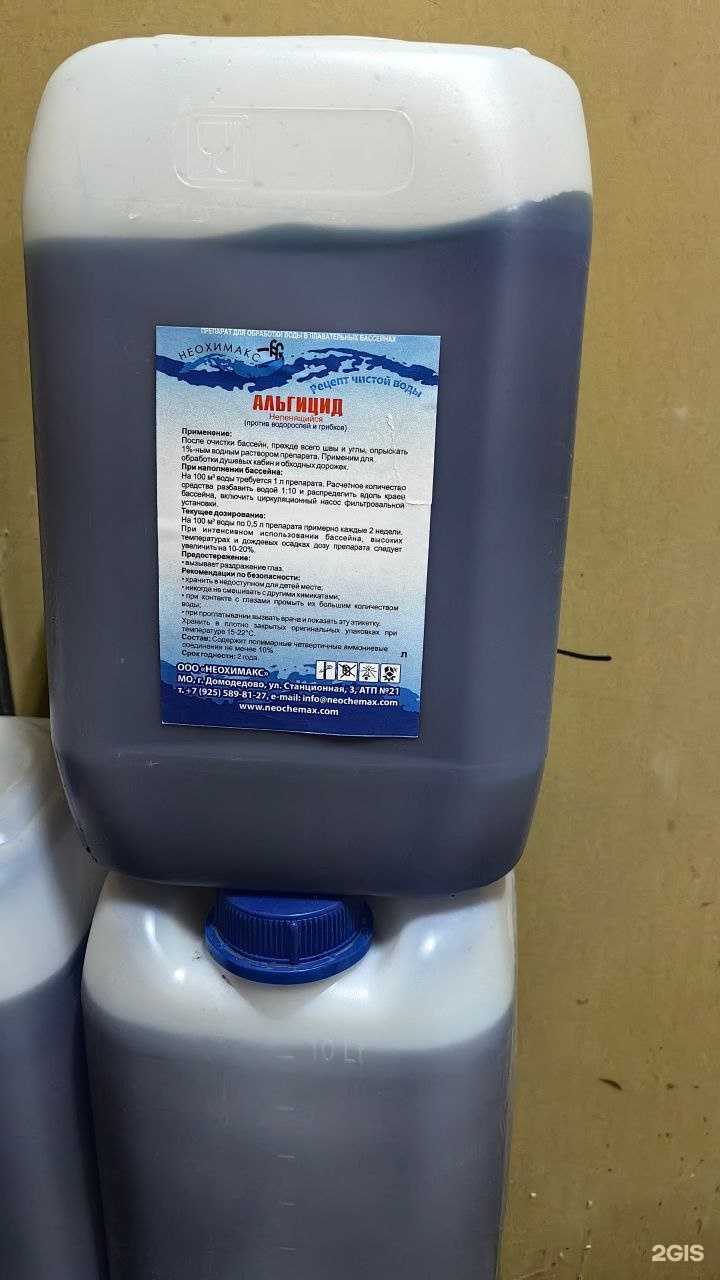 ПРЕПАРАТ ДЛЯ ОБРАБОТКИ ВОДЫ В ПЛАВАТЕЛЬНЫХ БАССЕЙНАХ
НЕОХИМАКС
Рецепт чистой воды
АЛЬГИЦИД
Непенящийся
(против водорослей и грибков)
Применение:
После очистки бассейн, прежде всего швы и углы, опрыскать
1%-ным водным раствором препарата. Применим для
обработки душевых кабин и обходных дорожек.
При наполнении бассейна:
На 100 м³ воды требуется 1 л препарата. Расчетное количество
средства разбавить водой 1:10 и распределить вдоль краев
бассейна, включить циркуляционный насос фильтровальной
установки.
Текущее дозирование:
На 100 м³ воды по 0,5 л препарата примерно каждые 2 недели.
При интенсивном использовании бассейна, высоких
температурах и дождевых осадках дозу препарата следует
увеличить на 10-20%.
Предостережение:
• вызывает раздражение глаз.
Рекомендации по безопасности:
• хранить в недоступном для детей месте;
• никогда не смешивать с другими химикатами;
• при контакте с глазами промыть их большим количеством
воды;
• при проглатывании вызвать врача и показать эту этикетку.
Хранить в плотно закрытых оригинальных упаковках при
температуре 15-22°С.
Состав: Содержит полимерные четвертичные аммониевые
соединения не менее 10%.
л
Срок годности: 2 года.
ООО «НЕОХИМАКС»
МО, г. Домодедово, ул. Станционная, 3, АТП №21
т. +7 (925) 589-81-27, e-mail: info@neochemax.com
www.neochemax.com
10 Lt
2GIS